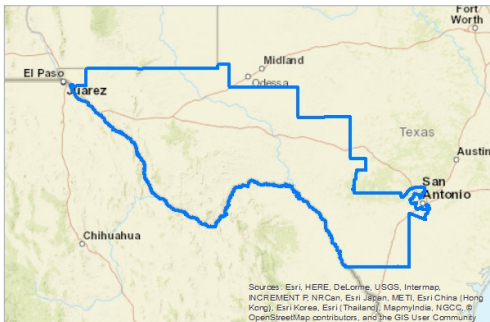 Fort
Worth
Midland
El Paso
Odessa
Juarez
Texas
Austin
San
Antonio
Chihuahua
Sources: Esri, HERE, DeLorme, USGS, Intermap,
INCREMENT P, NRCan, Esri Japan, METI, Esri China (Hong
Kong), Esri Korea, Esri (Thailand), MapmyIndia, NGCC, ©
OpenStreetMap contributors, and the GIS User Community